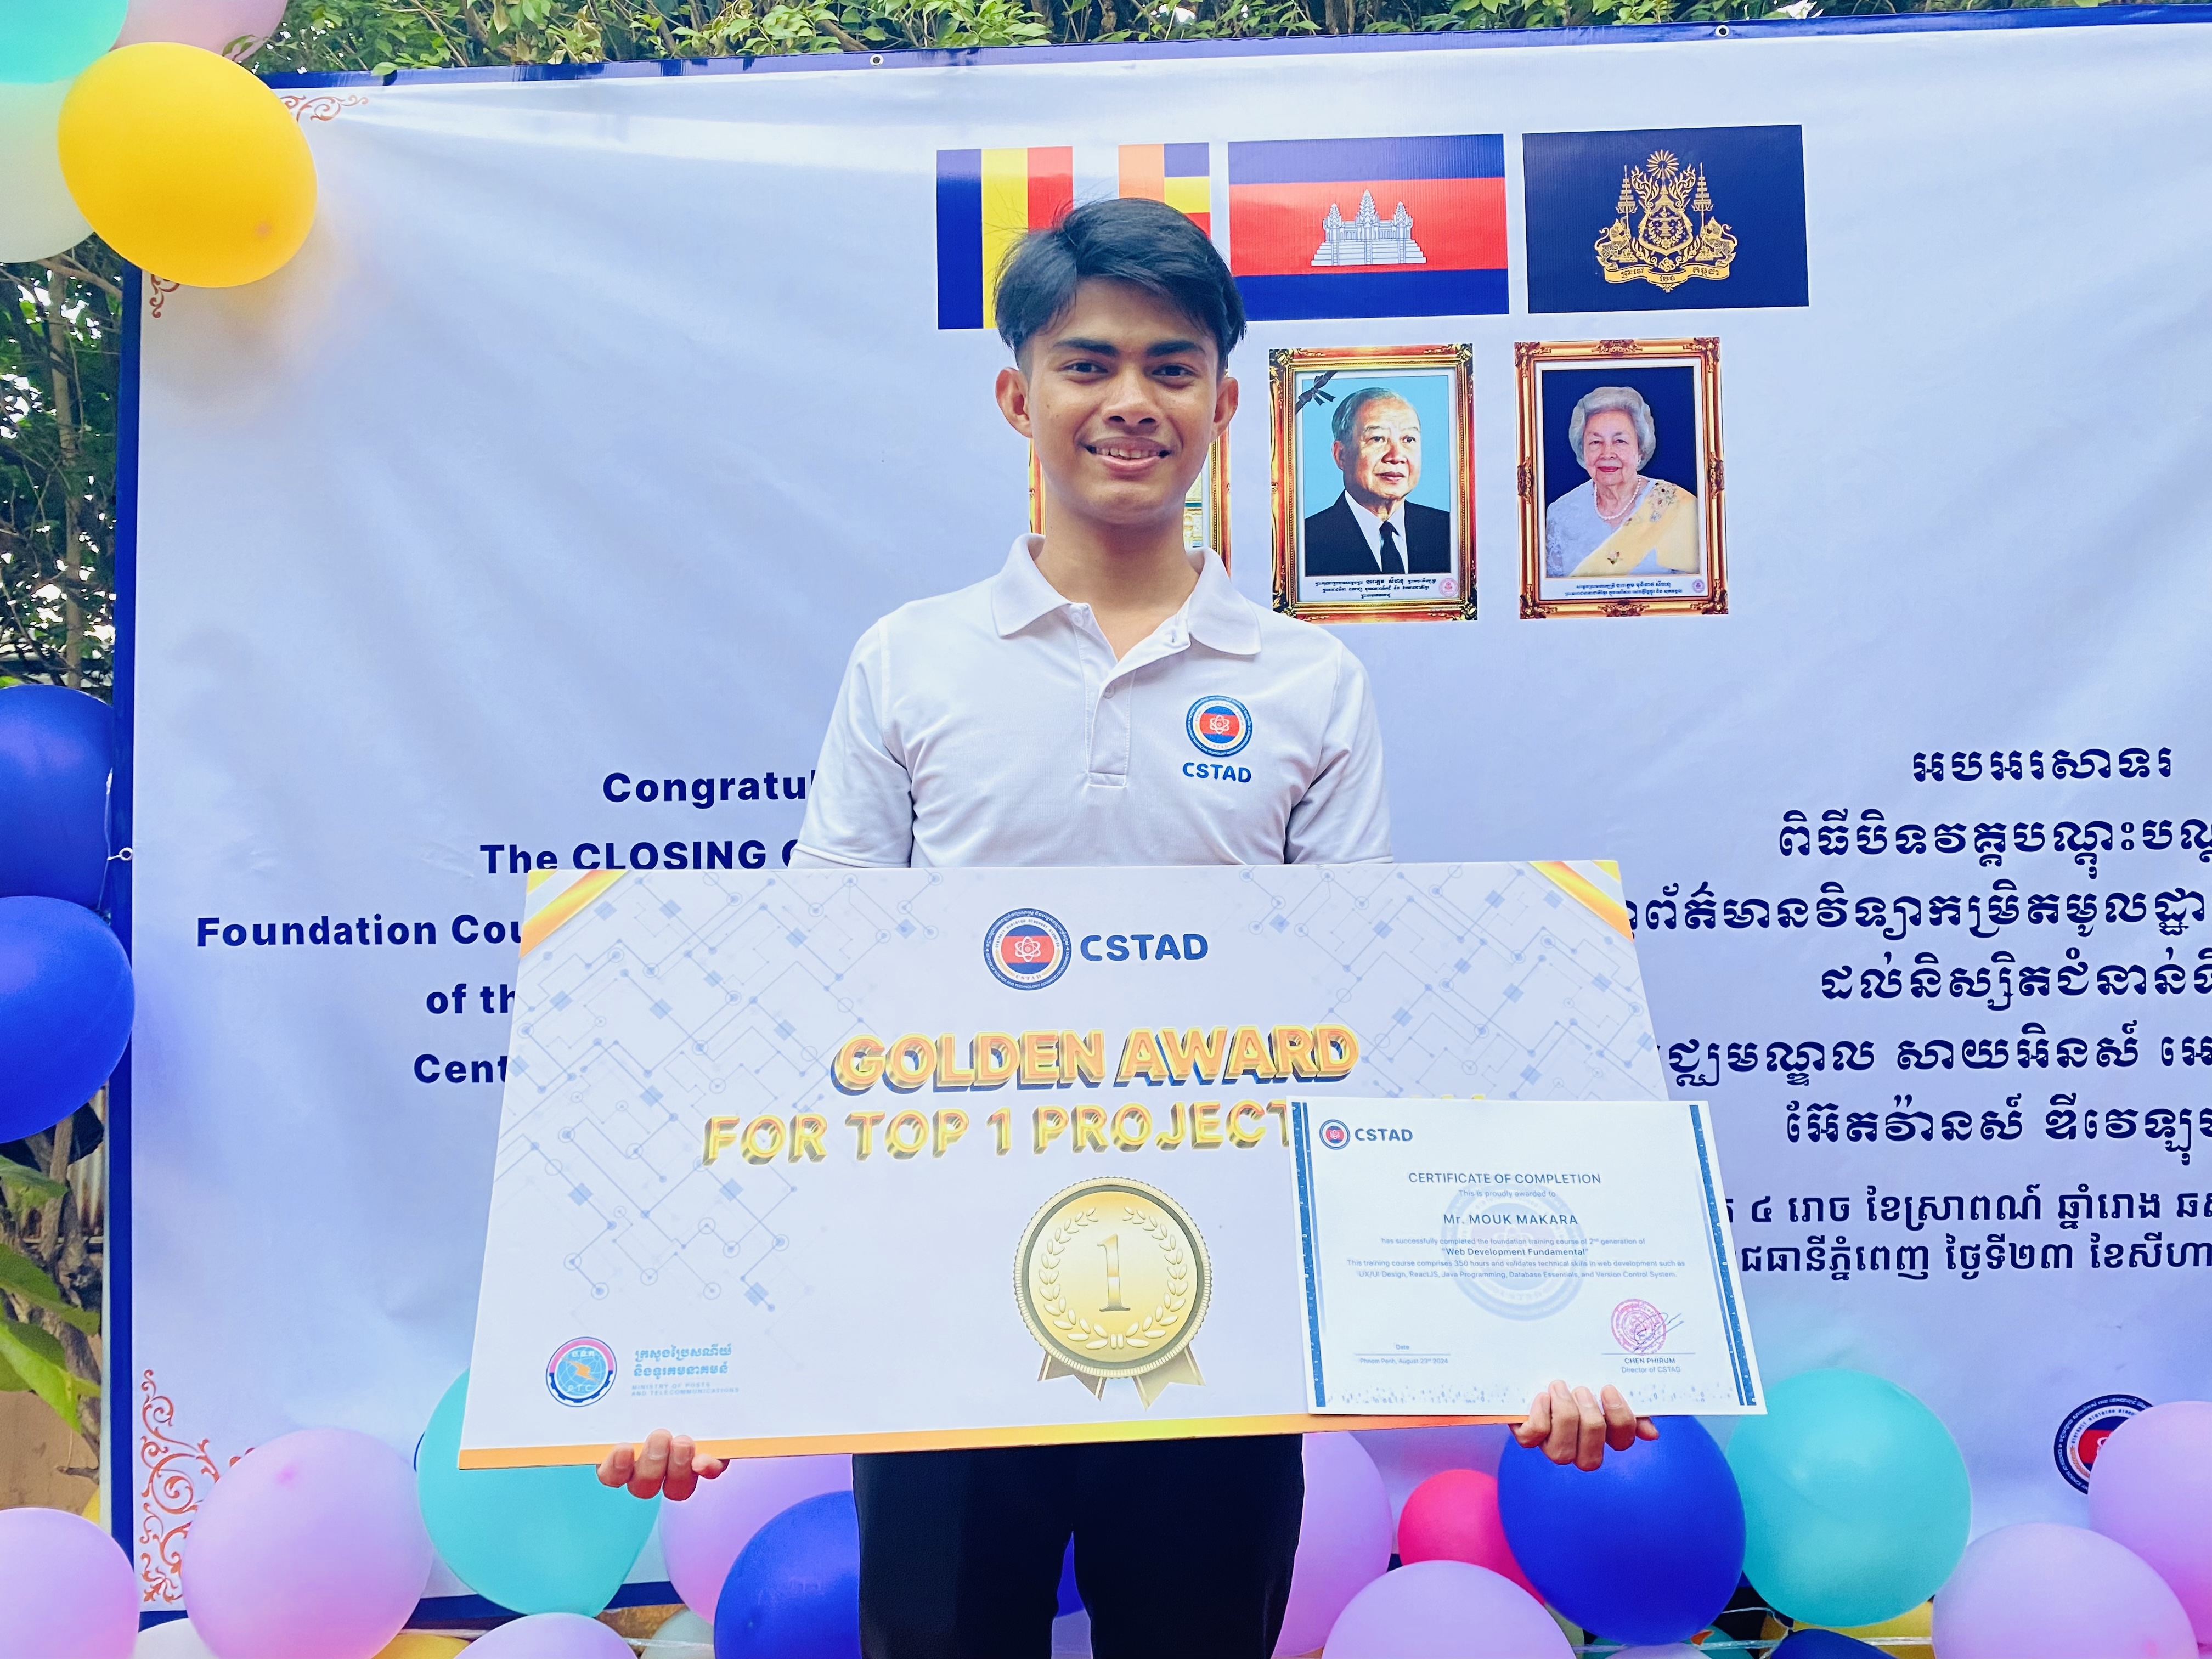 CSTAD
Congratul
The CLOSING C
Foundation Cou
of th
Cent
អបអរសាទរ
ពិធីបិទវគ្គបណ្តុះបណ្ត
ព័ត៌មានវិទ្យាកម្រិតមូលដ្ឋា
ដល់និស្សិតជំនាន់ទី
មជ្ឈមណ្ឌល សាយអិនស៍
អ៊ែតវ៉ានស៍ ឌីវេឡុ
៤ រោច ខែស្រាពណ៍ ឆ្នាំរោង ឆស
ជធានីភ្នំពេញ ថ្ងៃទី២៣ ខែសីហា
CSTAD
GOLDEN AWARD
FOR TOP 1 PROJECT
1
ក្រសួងប្រៃសណីយ៍
និងទូរគមនាគមន៍
MINISTRY OF POSTS
AND TELECOMMUNICATIONS
CSTAD
CERTIFICATE OF COMPLETION
This is proudly awarded to
Mr. MOUK MAKARA
has successfully completed the foundation training course of 2nd generation of
"Web Development Fundamental"
This training course comprises 350 hours and validates technical skills in web development such as
UX/UI Design, ReactJS, Java Programming, Database Essentials, and Version Control System.
Date
Phnom Penh, August 23rd 2024
CHEN PHIRUM
Director of CSTAD